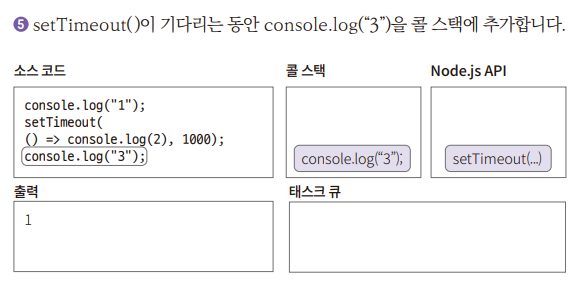 5 setTimeout()이 기다리는 동안 console.log(“3”)을 콜 스택에 추가합니다.
소스 코드 콜 스택 Node.js API
console.log("1");
setTimeout(
() => console.log(2), 1000);
console.log("3");
console.log(“3”);
setTimeout(...)
출력 태스크 큐
1